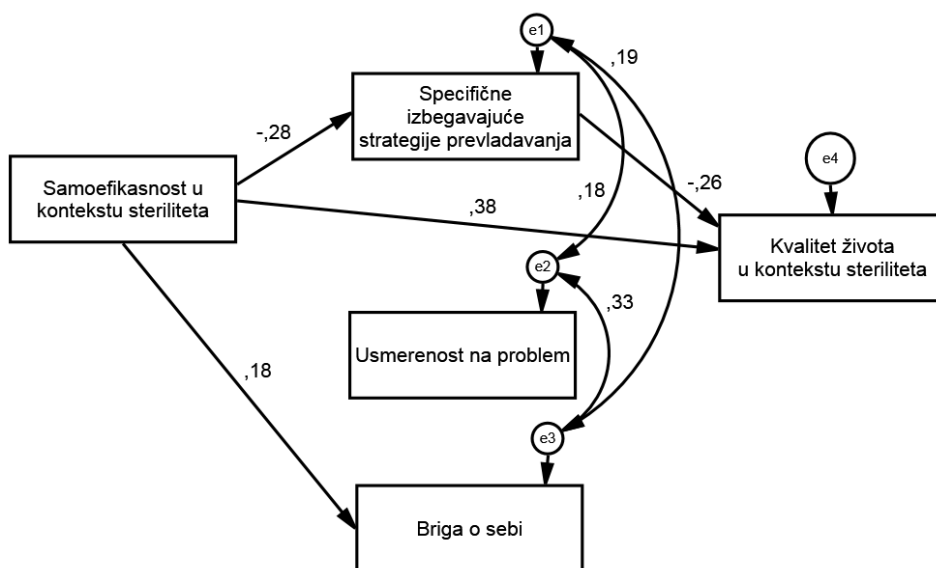 e1
,19
Specifične
izbegavajuće
strategije prevladavanja
-,28
e4
Samoefikasnost u
kontekstu steriliteta
,18
-,26
,38
Kvalitet života
u kontekstu steriliteta
e2
,33
Usmerenost na problem
,18
e3
Briga o sebi